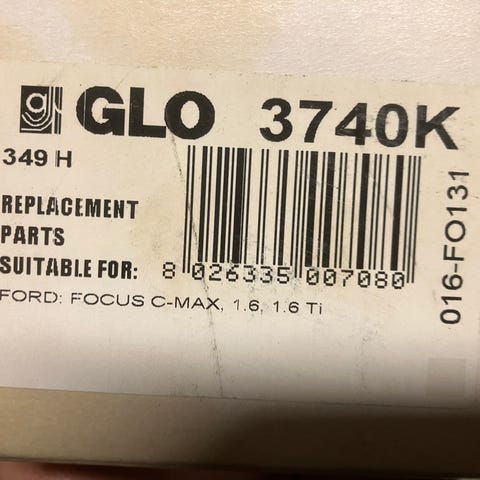 g GLO 3740K
349 H
REPLACEMENT
PARTS
SUITABLE FOR:
8 026335 007080
FORD: FOCUS C-MAX, 1.6, 1.6 Ti
016-FO131